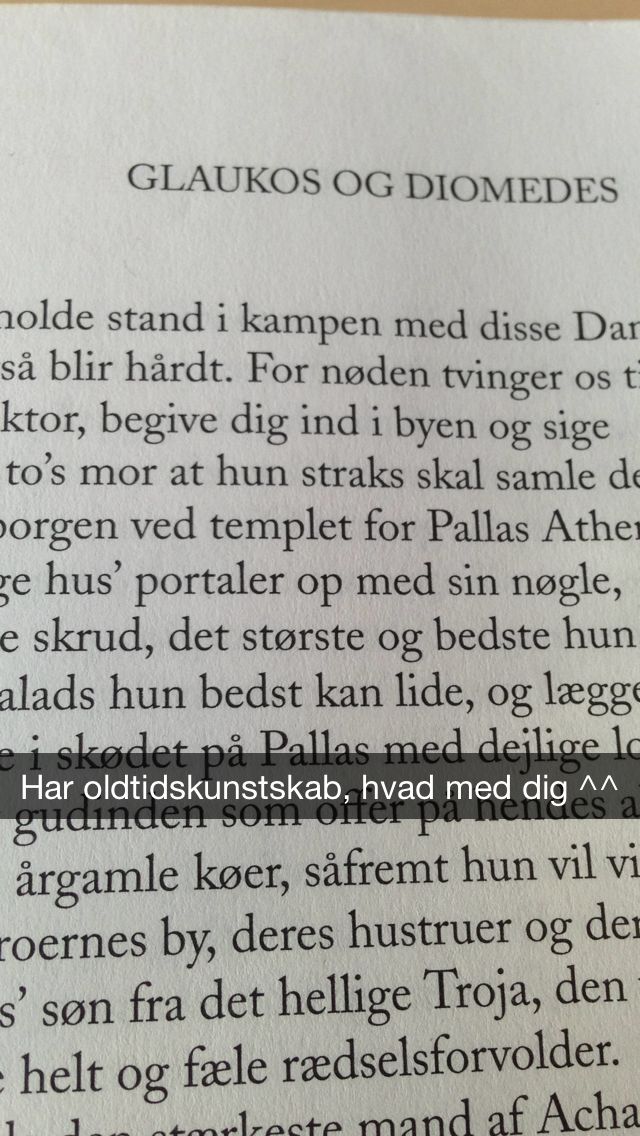 GLAUKOS OG DIOMEDES
holde stand i kampen med disse Dan
så blir hårdt. For nøden tvinger os ti
ktor, begive dig ind i byen og sige
to's mor at hun straks skal samle de
borgen ved templet for Pallas Athen
ge hus' portaler op med sin nøgle,
e skrud, det største og bedste hun
alads hun bedst kan lide, og lægge
e i skødet på Pallas med dejlige lo
Har oldtidskunstskab, hvad med dig ^^
gudinden som offer på hendes a
årgamle køer, såfremt hun vil vi
roernes by, deres hustruer og der
s' søn fra det hellige Troja, den
e helt og fæle rædselsforvolder.
den stærkeste mand af Acha